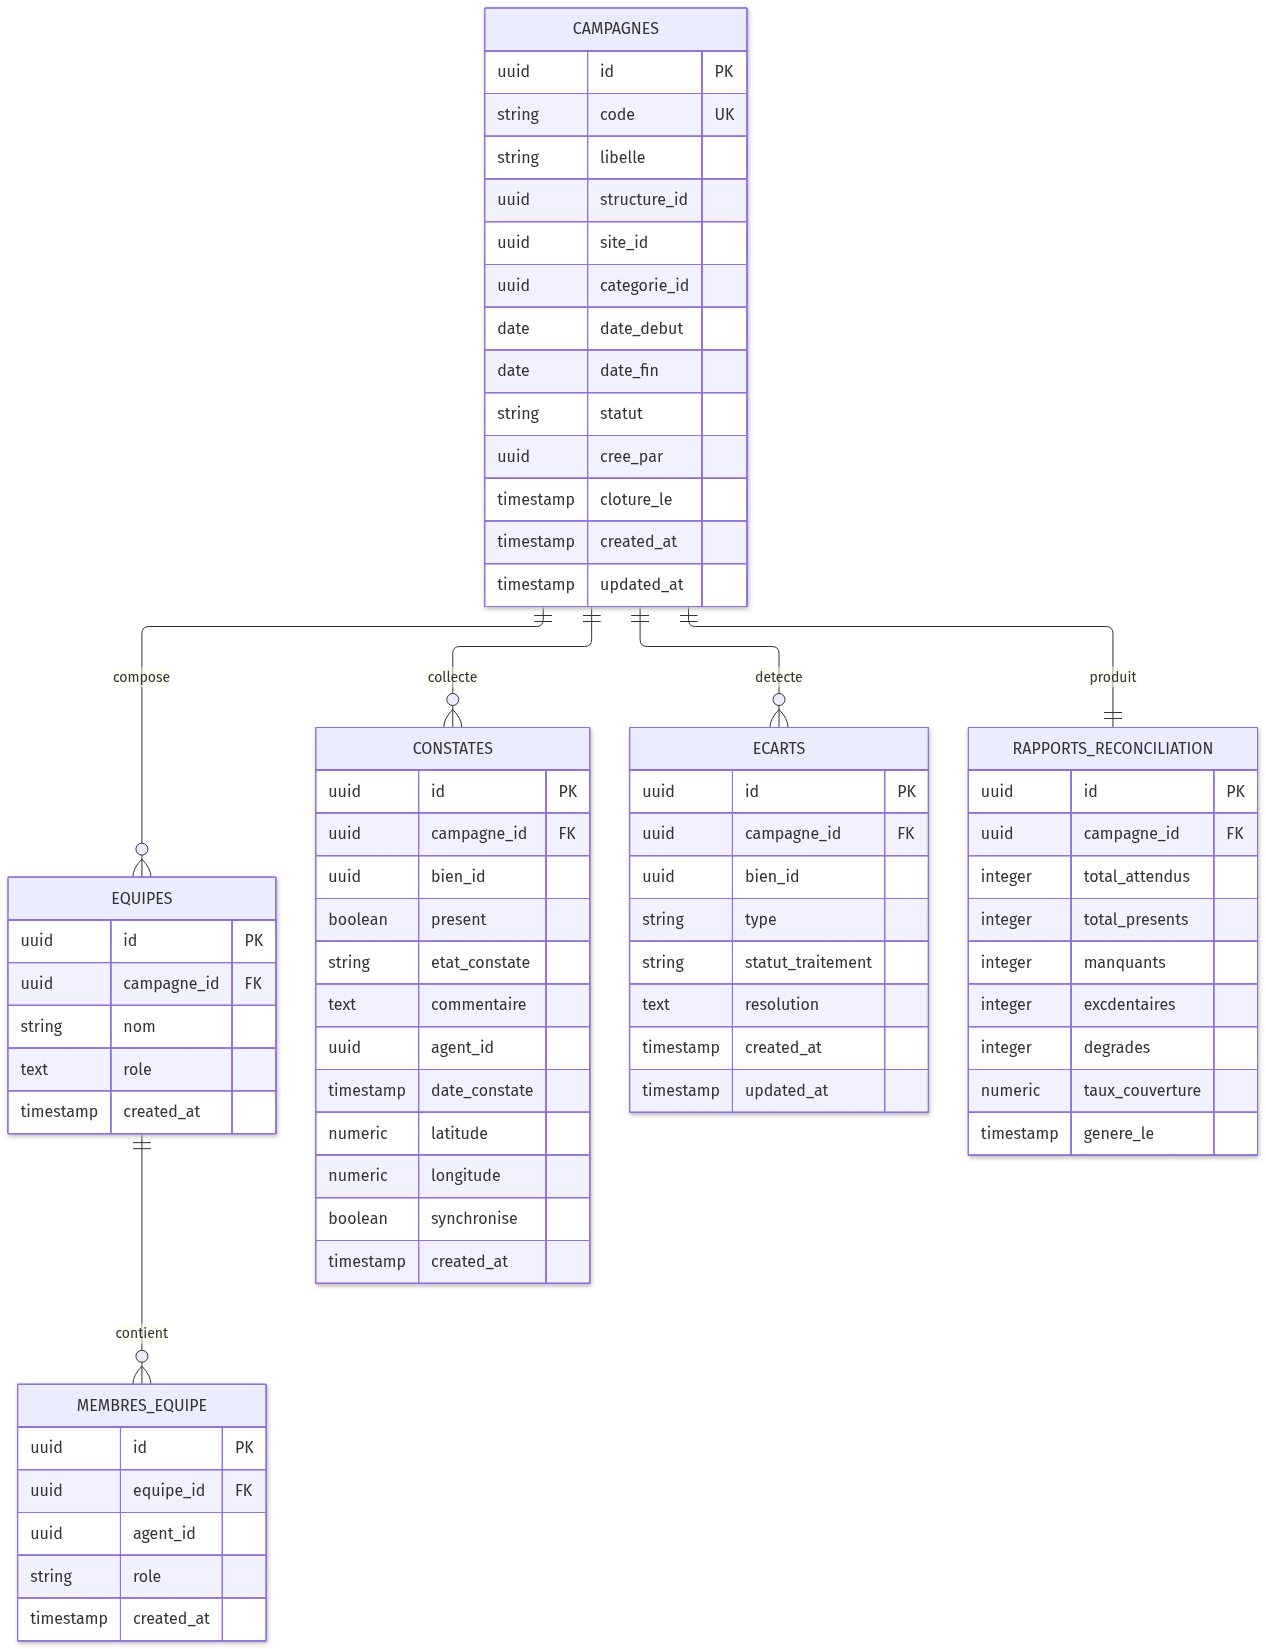 CAMPAGNES
uuid id PK
string code UK
string libelle
uuid structure_id
uuid site_id
uuid categorie_id
date date_debut
date date_fin
string statut
uuid cree_par
timestamp cloture_le
timestamp created_at
timestamp updated_at
compose
collecte
detecte
produit
EQUIPES
uuid id PK
uuid campagne_id FK
string nom
text role
timestamp created_at
CONSTATES
uuid id PK
uuid campagne_id FK
uuid bien_id
boolean present
string etat_constate
text commentaire
uuid agent_id
timestamp date_constate
numeric latitude
numeric longitude
boolean synchronise
timestamp created_at
ECARTS
uuid id PK
uuid campagne_id FK
uuid bien_id
string type
string statut_traitement
text resolution
timestamp created_at
timestamp updated_at
RAPPORTS_RECONCILIATION
uuid id PK
uuid campagne_id FK
integer total_attendus
integer total_presents
integer manquants
integer excdentaires
integer degrades
numeric taux_couverture
timestamp genere_le
contient
MEMBRES_EQUIPE
uuid id PK
uuid equipe_id FK
uuid agent_id
string role
timestamp created_at